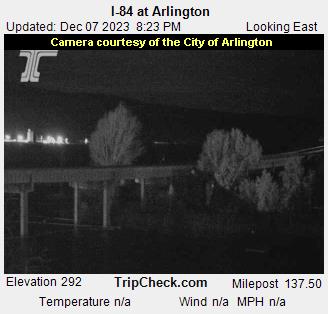 I-84 at Arlington
Updated: Dec 07 2023 8:23 PM Looking East
Camera courtesy of the City of Arlington
Elevation 292 TripCheck.com Milepost 137.50
Temperature n/a Wind n/a MPH n/a